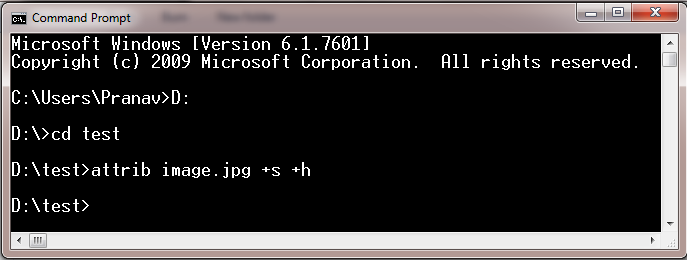 Command Prompt
Microsoft Windows [Version 6.1.7601]
Copyright (c) 2009 Microsoft Corporation.  All rights reserved.
C:\Users\Pranav>D:
D:\>cd test
D:\test>attrib image.jpg +s +h
D:\test>